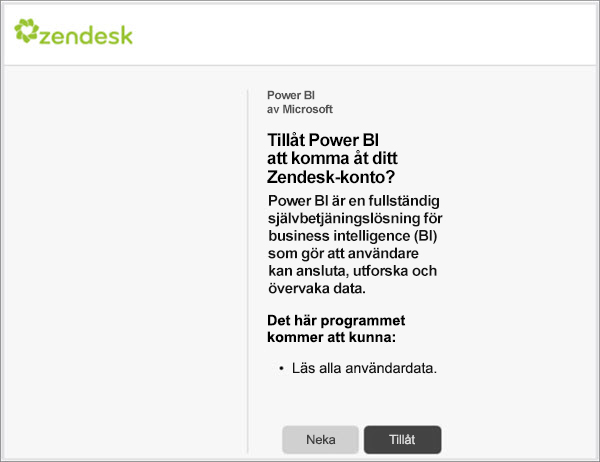 zendesk
Power BI
av Microsoft
Tillåt Power BI
att komma åt ditt
Zendesk-konto?
Power BI är en fullständig
självbetjäningslösning för
business intelligence (BI)
som gör att användare
kan ansluta, utforska och
övervaka data.
Det här programmet
kommer att kunna:
• Läs alla användardata.
Neka
Tillåt